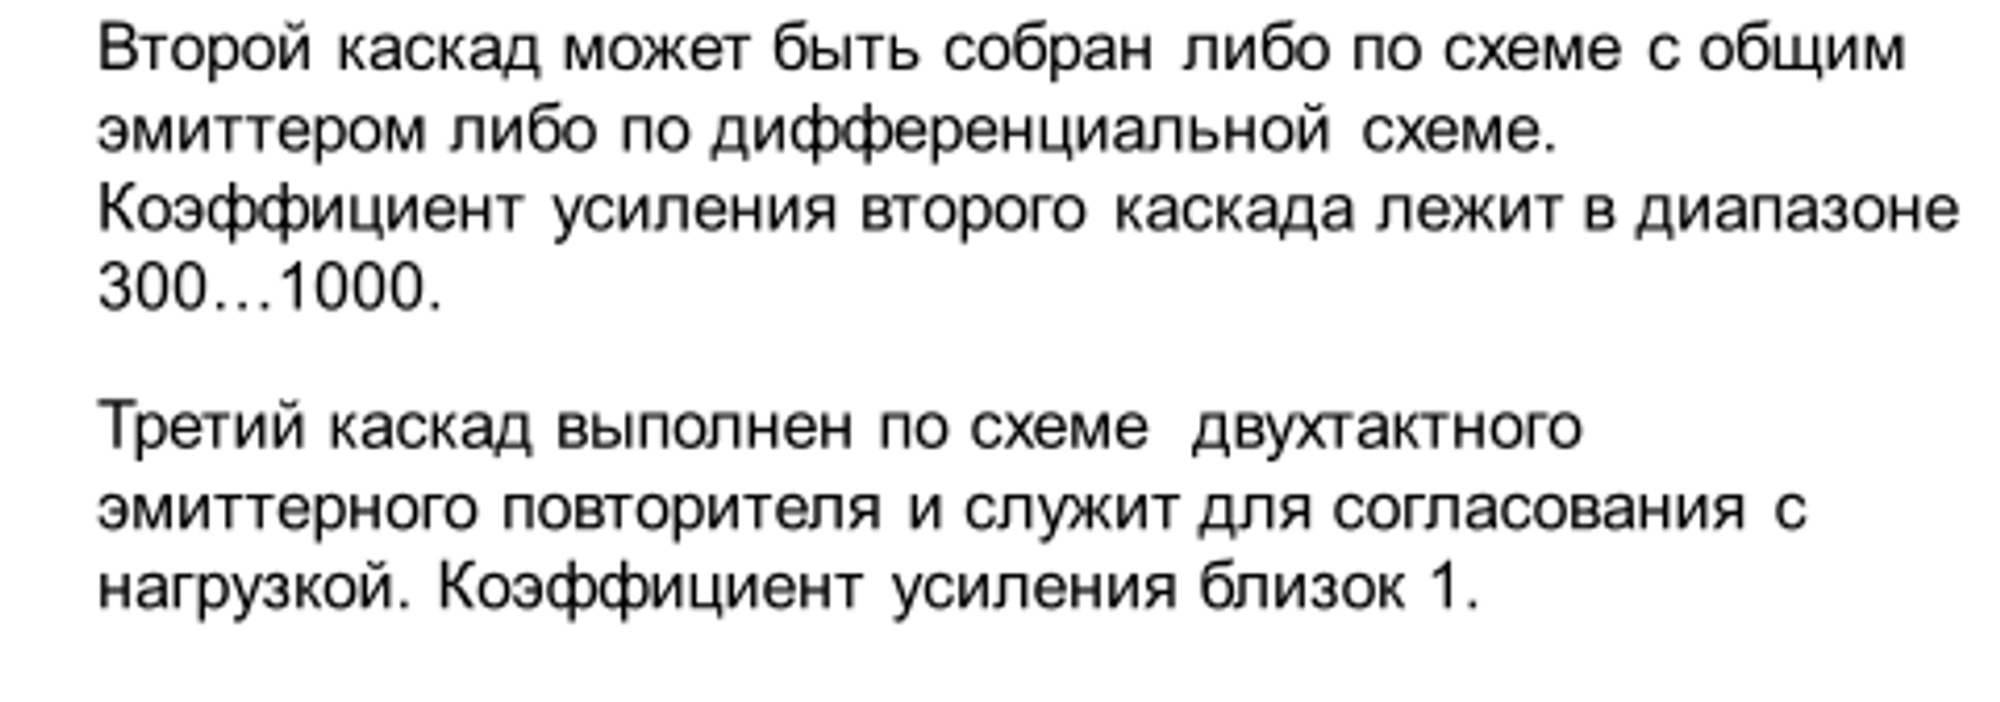 Второй каскад может быть собран либо по схеме с общим
эмиттером либо по дифференциальной схеме.
Коэффициент усиления второго каскада лежит в диапазоне
300…1000.
Третий каскад выполнен по схеме двухтактного
эмиттерного повторителя и служит для согласования с
нагрузкой. Коэффициент усиления близок 1.